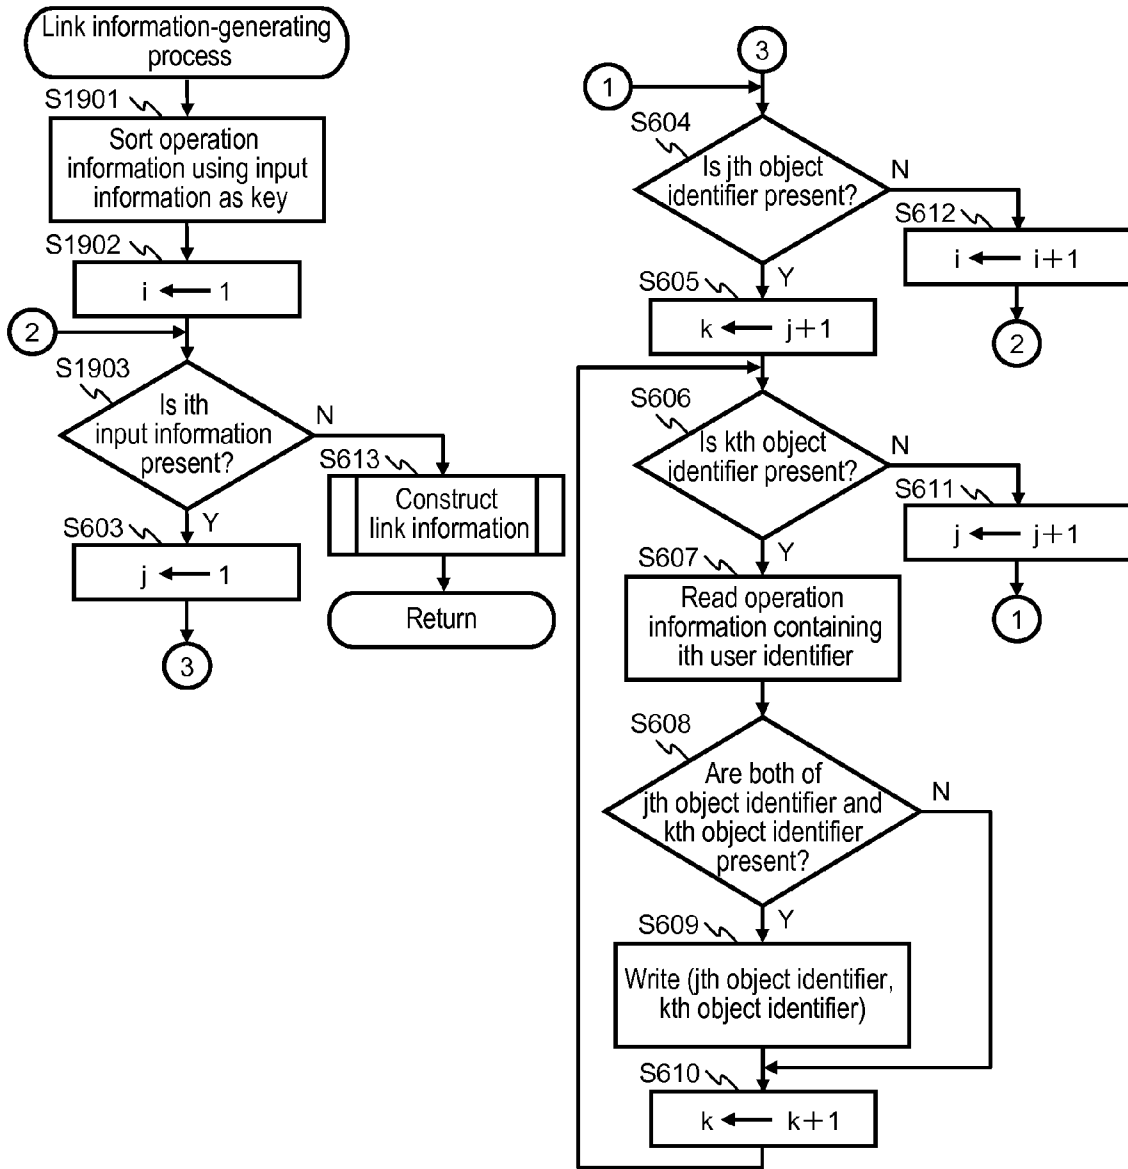 Link information-generating
process
S1901
Sort operation
information using input
information as key
S1902
i ← 1
2
S1903
Is ith
input information
present?
N
Y
S613
Construct
link information
Return
S603
j ← 1
3
3
1
S604
Is jth object
identifier present?
N
Y
S612
i ← i+1
2
S605
k ← j+1
S606
Is kth object
identifier present?
N
Y
S611
j ← j+1
1
S607
Read operation
information containing
ith user identifier
S608
Are both of
jth object identifier and
kth object identifier
present?
N
Y
S609
Write (jth object identifier,
kth object identifier)
S610
k ← k+1